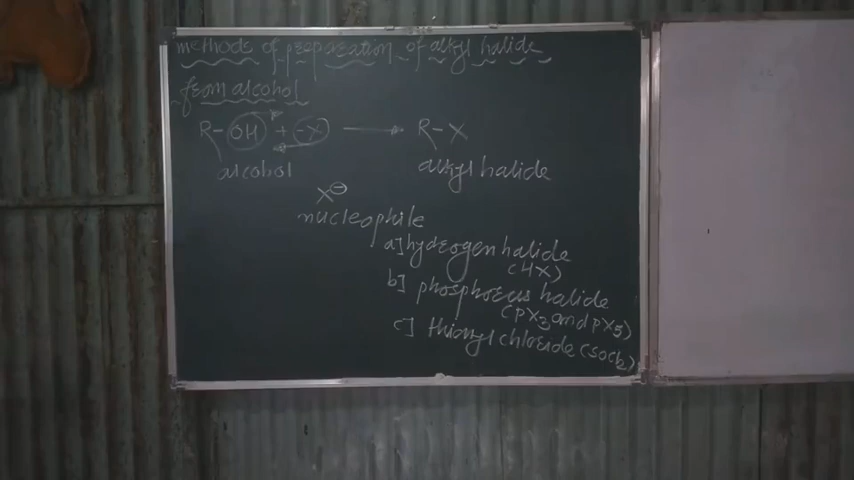 methods of preparation of alkyl halide
from alcohol
R-OH + -X → R-X
alcohol alkyl halide
X⊖
nucleophile
a] hydrogen halide
(HX)
b] phosphorus halide
(PX3 and PX5)
c] thionyl chloride (SOCl2)